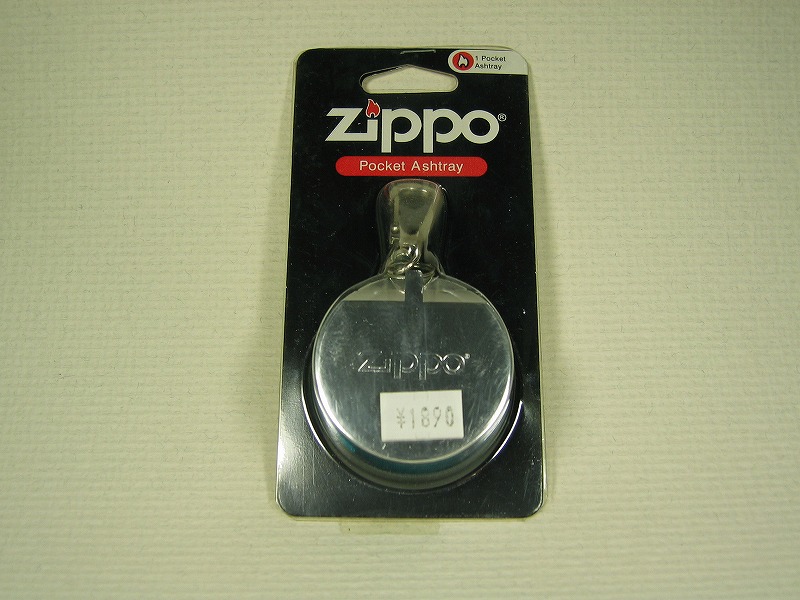 1 Pocket
Ashtray
Zippo®
Pocket Ashtray
Zippo®
¥1890